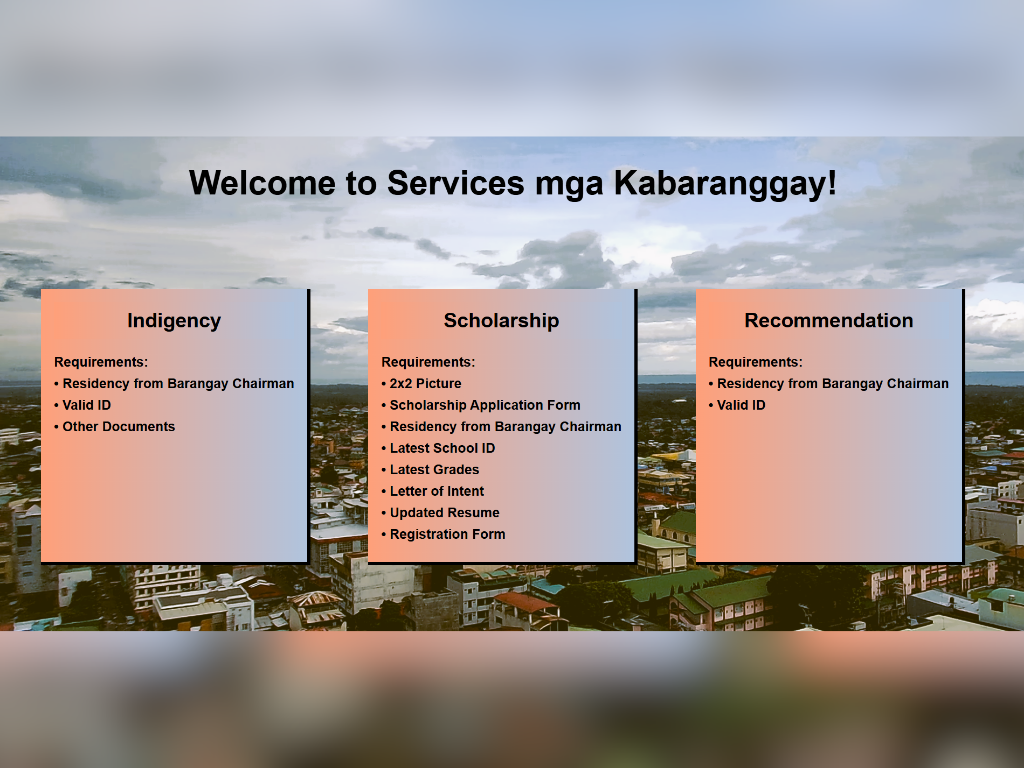 Welcome to Services mga Kabaranggay!
Indigency
Requirements:
• Residency from Barangay Chairman
• Valid ID
• Other Documents
Scholarship
Requirements:
• 2x2 Picture
• Scholarship Application Form
• Residency from Barangay Chairman
• Latest School ID
• Latest Grades
• Letter of Intent
• Updated Resume
• Registration Form
Recommendation
Requirements:
• Residency from Barangay Chairman
• Valid ID